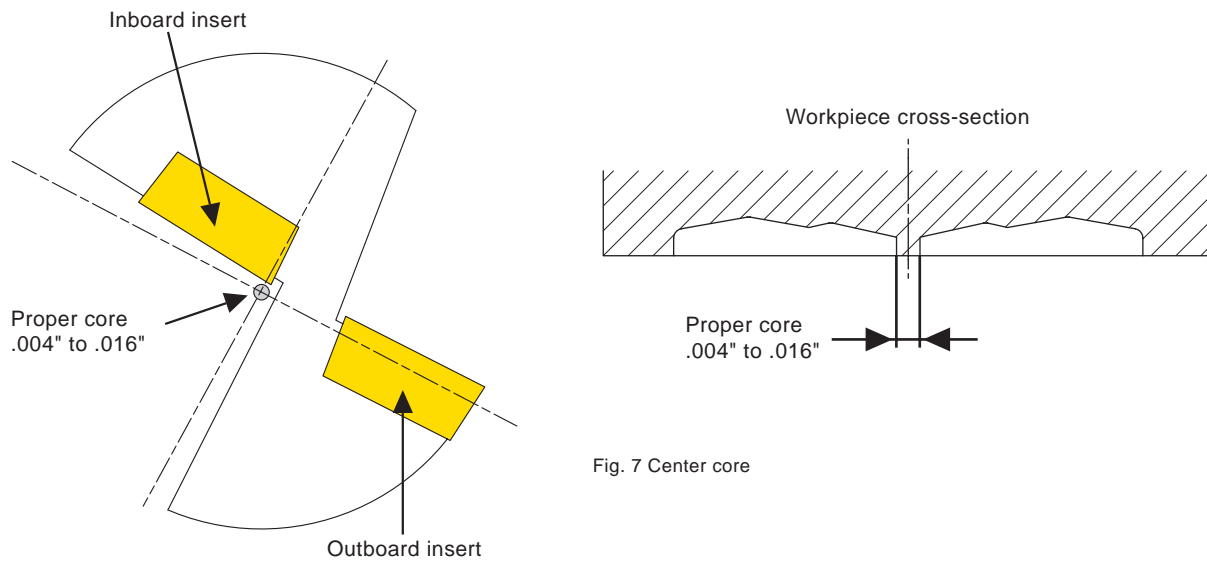 Inboard insert
Proper core
.004" to .016"
Outboard insert
Workpiece cross-section
Proper core
.004" to .016"
Fig. 7 Center core